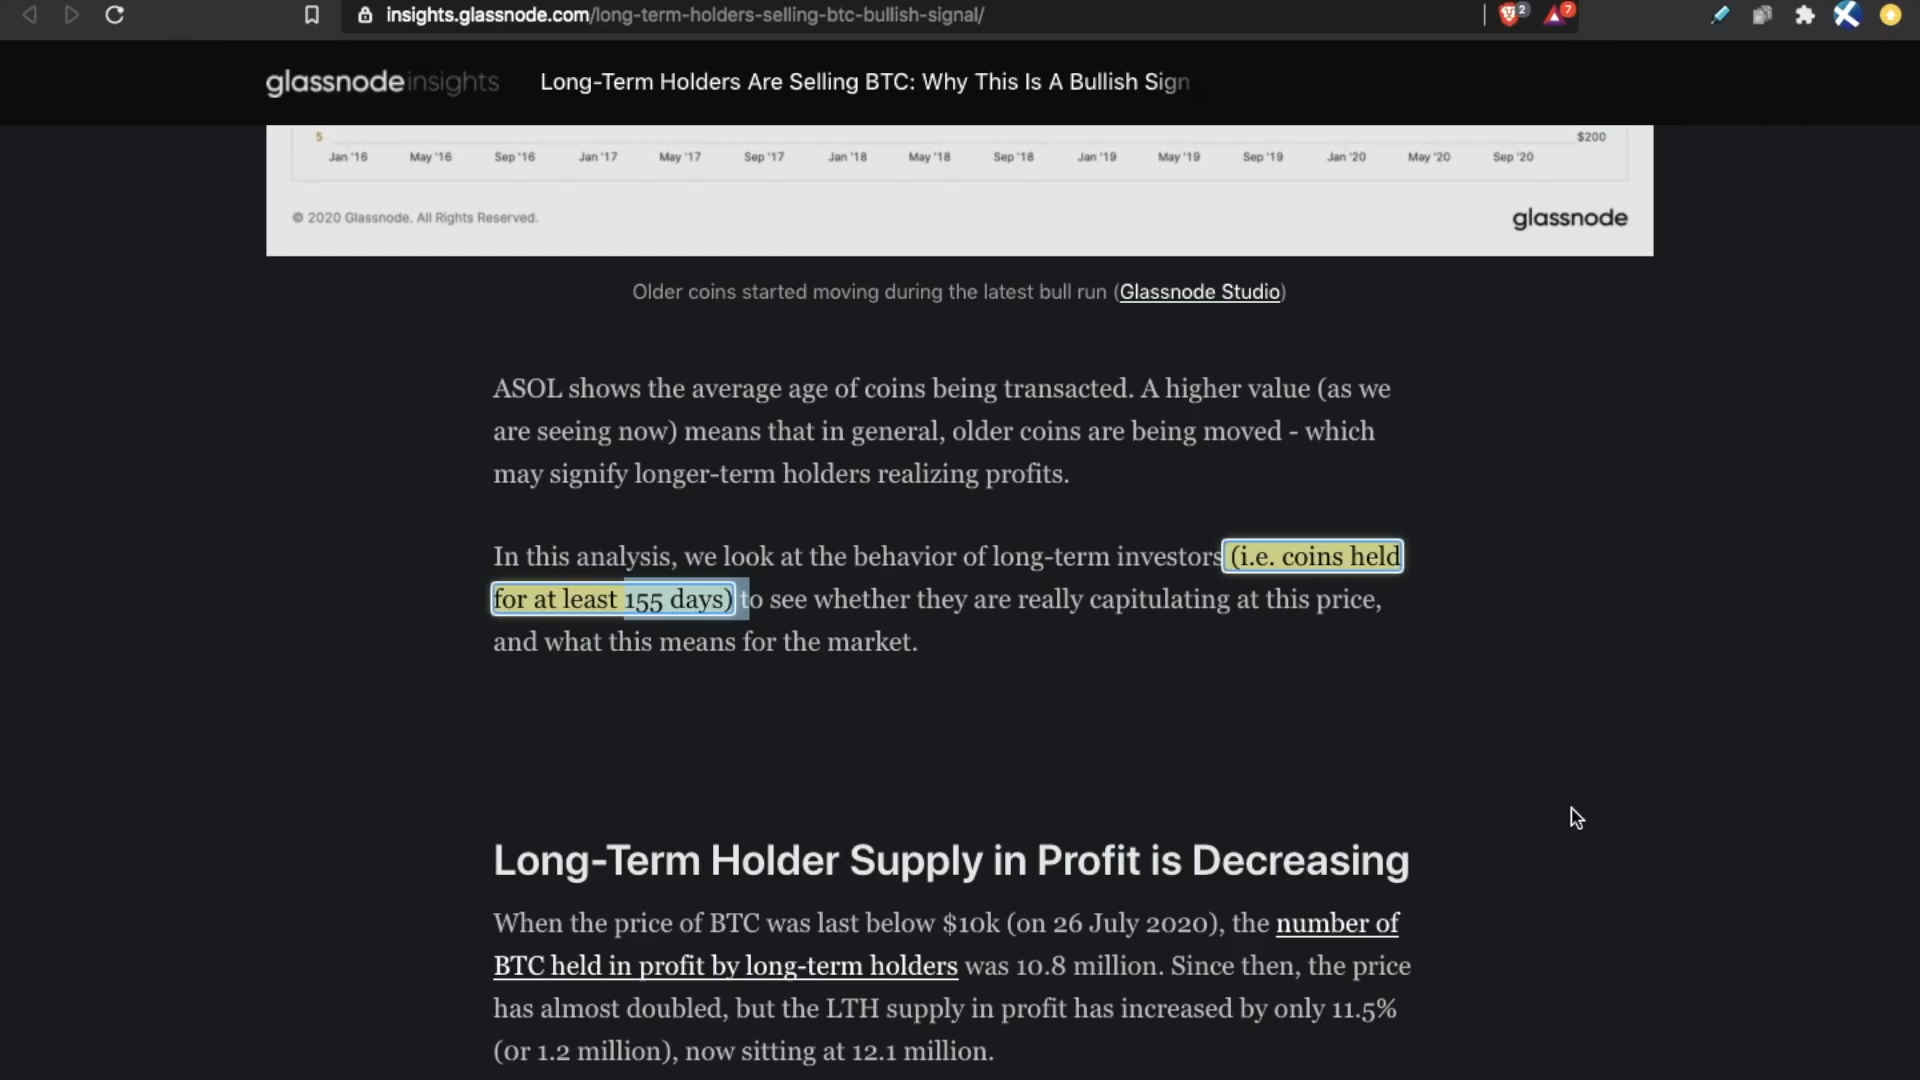 insights.glassnode.com/long-term-holders-selling-btc-bullish-signal/
2
7
glassnode insights
Long-Term Holders Are Selling BTC: Why This Is A Bullish Sign
5
$200
Jan '16 May '16 Sep '16 Jan '17 May '17 Sep '17 Jan '18 May '18 Sep '18 Jan '19 May '19 Sep '19 Jan '20 May '20 Sep '20
© 2020 Glassnode. All Rights Reserved.
glassnode
Older coins started moving during the latest bull run (Glassnode Studio)
ASOL shows the average age of coins being transacted. A higher value (as we
are seeing now) means that in general, older coins are being moved - which
may signify longer-term holders realizing profits.
In this analysis, we look at the behavior of long-term investors (i.e. coins held
for at least 155 days) to see whether they are really capitulating at this price,
and what this means for the market.
Long-Term Holder Supply in Profit is Decreasing
When the price of BTC was last below $10k (on 26 July 2020), the number of
BTC held in profit by long-term holders was 10.8 million. Since then, the price
has almost doubled, but the LTH supply in profit has increased by only 11.5%
(or 1.2 million), now sitting at 12.1 million.